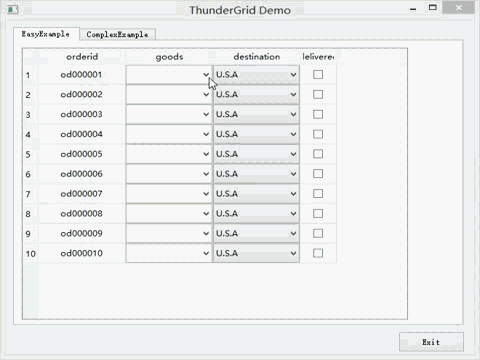 ThunderGrid Demo
EasyExample ComplexExample
orderid goods destination lelivered
1 od000001 U.S.A
2 od000002 U.S.A
3 od000003 U.S.A
4 od000004 U.S.A
5 od000005 U.S.A
6 od000006 U.S.A
7 od000007 U.S.A
8 od000008 U.S.A
9 od000009 U.S.A
10 od000010 U.S.A
Exit